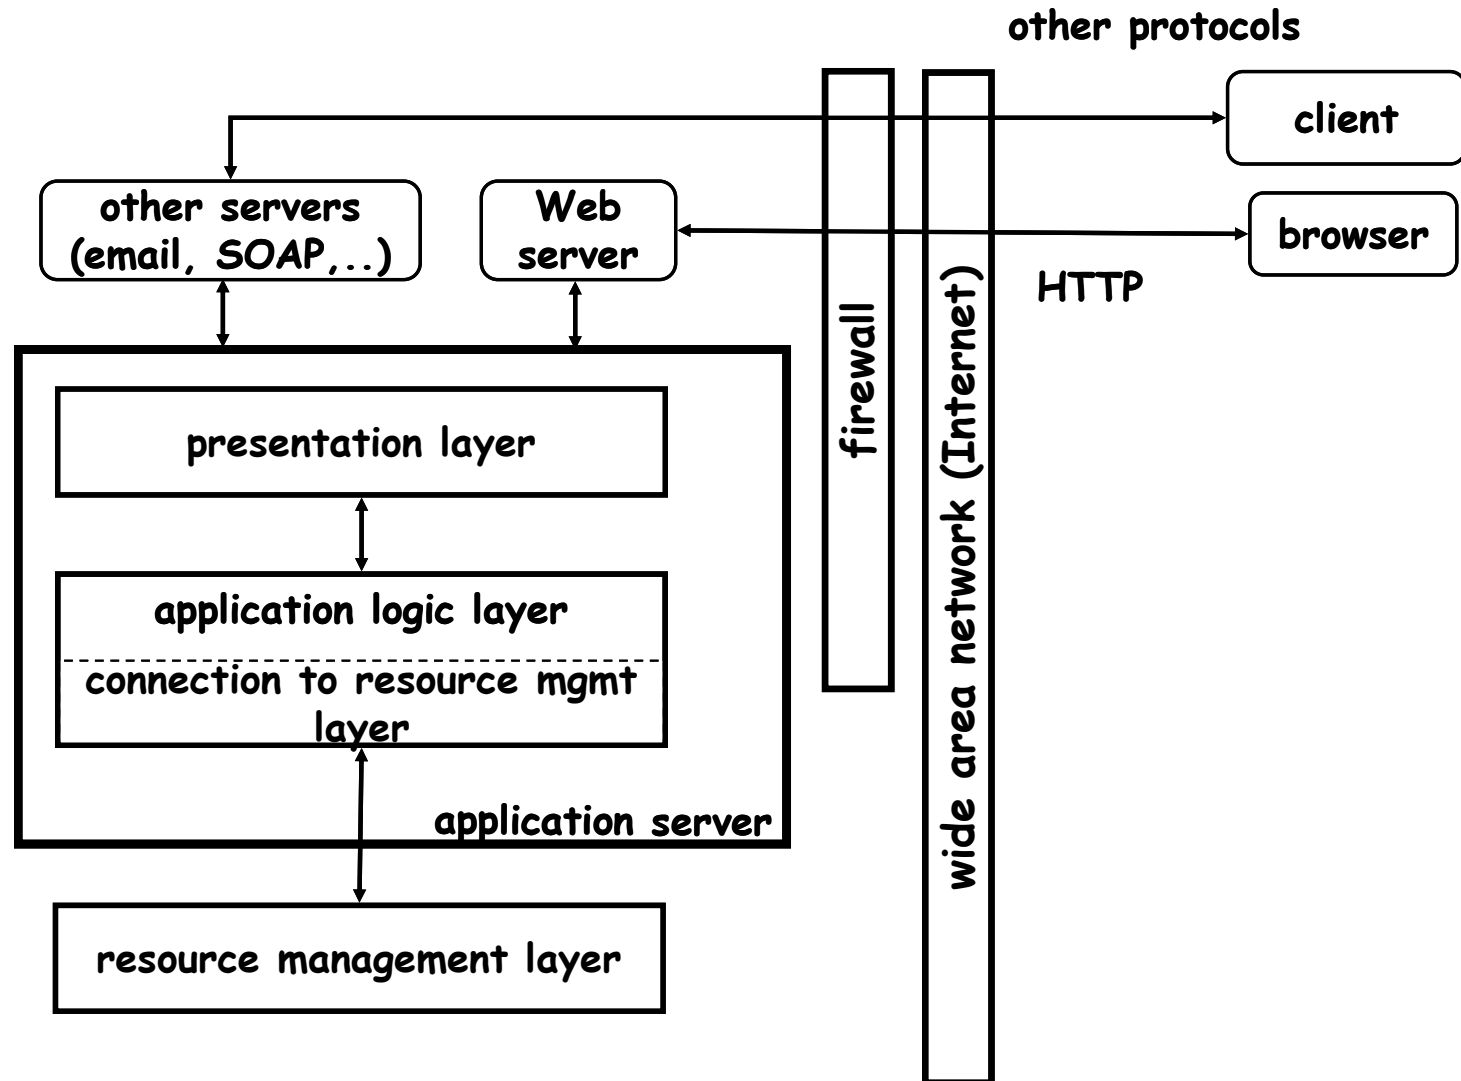 other protocols
client
other servers
(email, SOAP,..)
Web
server
browser
HTTP
firewall
wide area network (Internet)
presentation layer
application logic layer
connection to resource mgmt
layer
application server
resource management layer